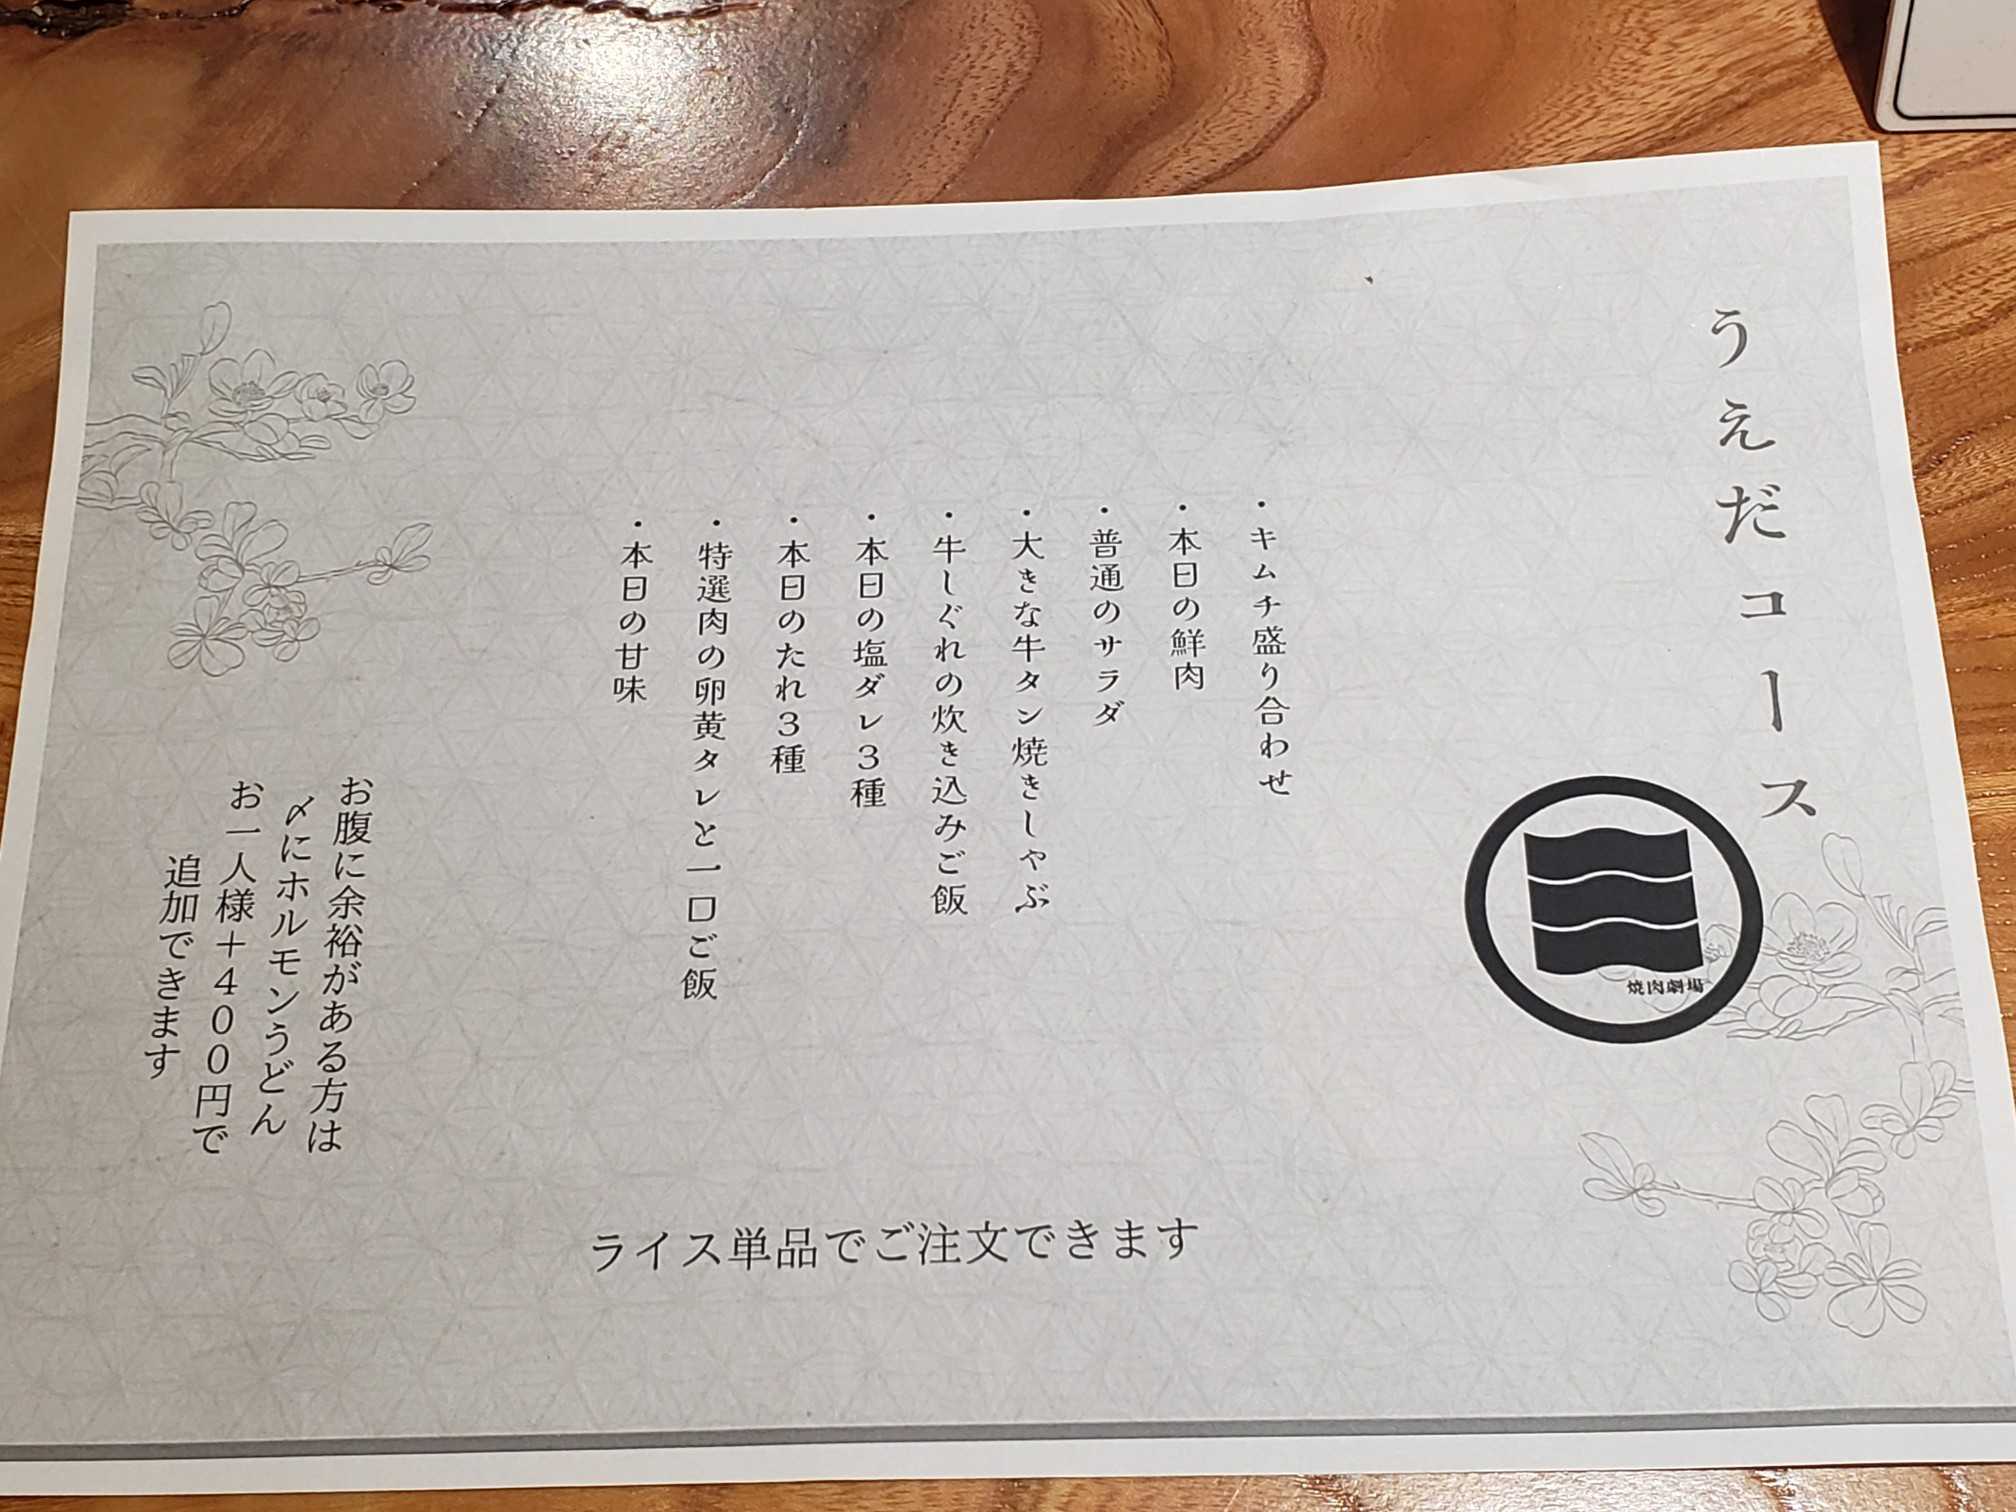 うえだコース
焼肉劇場
・キムチ盛り合わせ
・本日の鮮肉
・普通のサラダ
・大きな牛タン焼きしゃぶ
・牛しぐれの炊き込みご飯
・本日の塩ダレ３種
・本日のたれ３種
・特選肉の卵黄タレと一口ご飯
・本日の甘味
お腹に余裕がある方は
〆にホルモンうどん
お一人様＋４００円で
追加できます
ライス単品でご注文できます